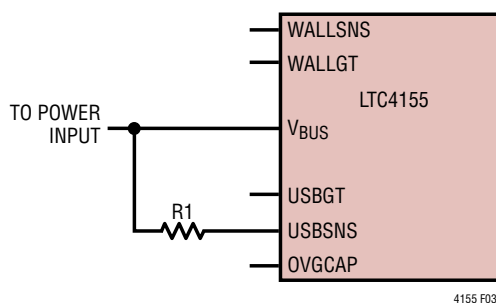 WALLSNS
WALLGT
LTC4155
TO POWER
INPUT
VBUS
USBGT
R1
USBSNS
OVGCAP
4155 F03